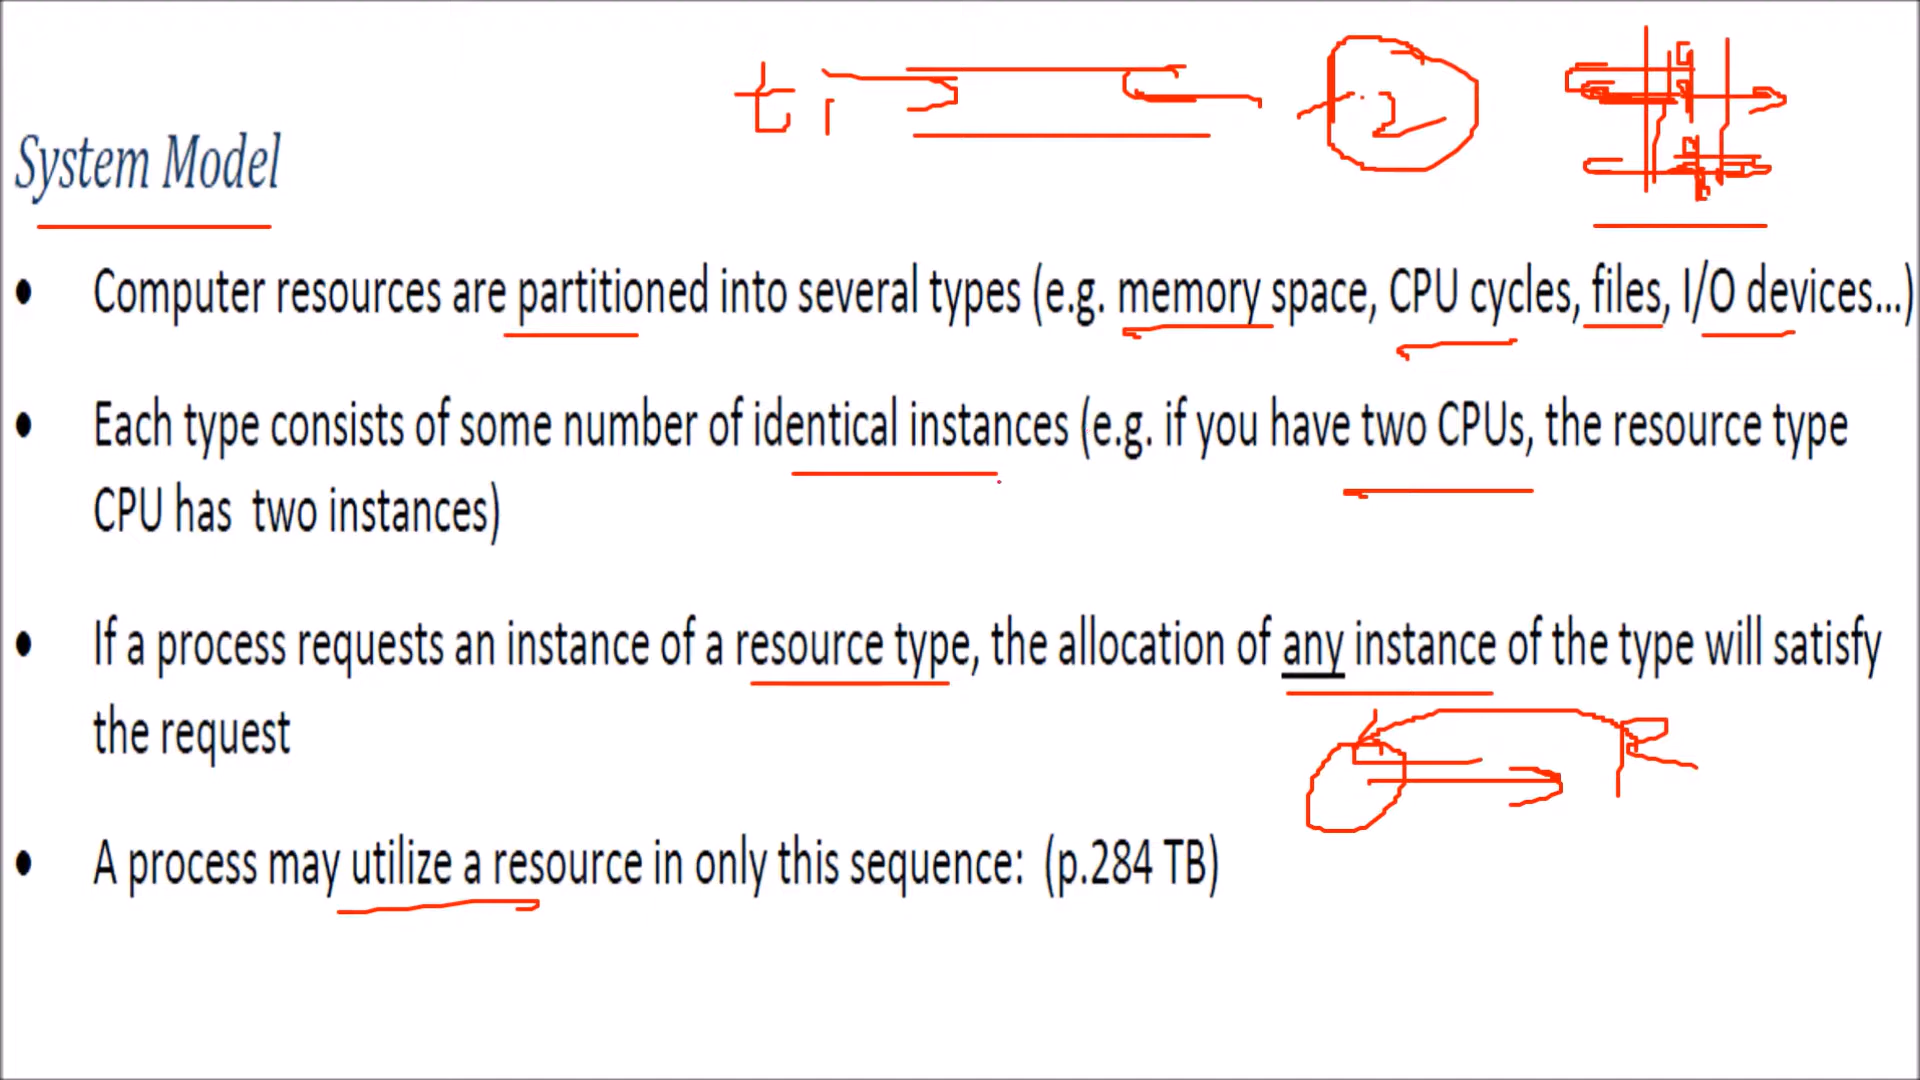 System Model
• Computer resources are partitioned into several types (e.g. memory space, CPU cycles, files, I/O devices...)
• Each type consists of some number of identical instances (e.g. if you have two CPUs, the resource type
CPU has two instances)
• If a process requests an instance of a resource type, the allocation of any instance of the type will satisfy
the request
• A process may utilize a resource in only this sequence: (p.284 TB)